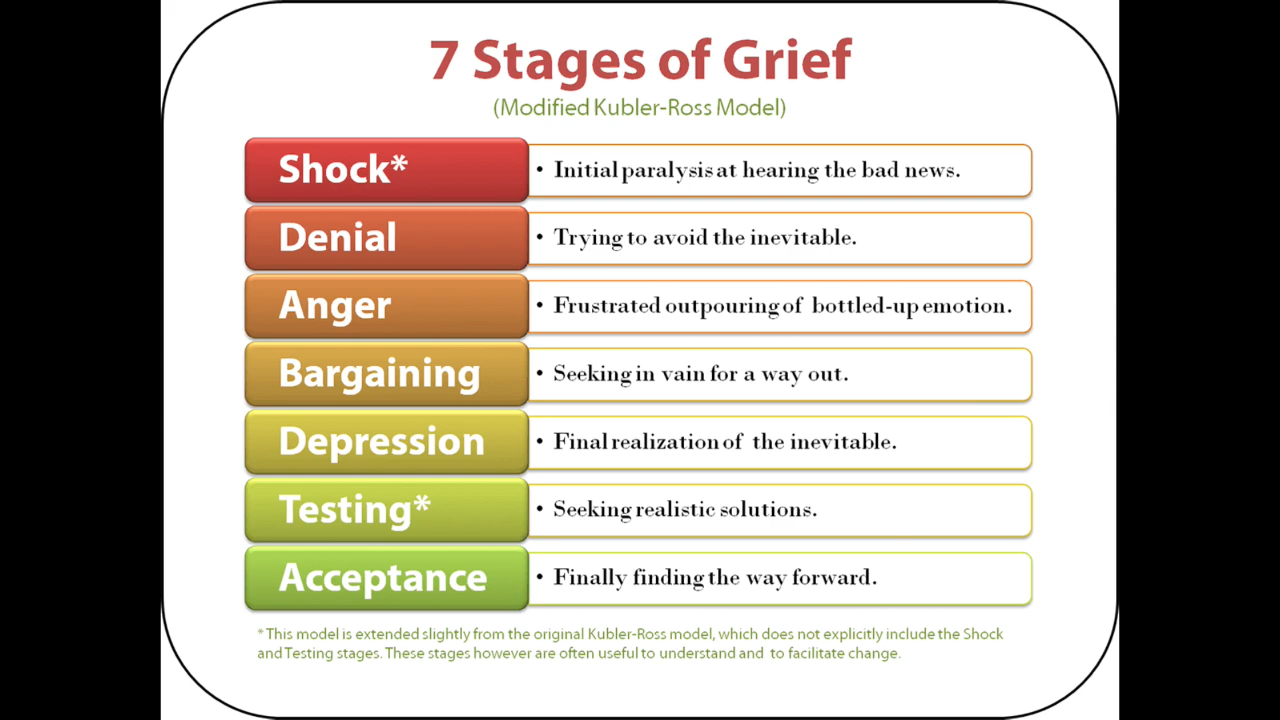 7 Stages of Grief
(Modified Kubler-Ross Model)
Shock*
• Initial paralysis at hearing the bad news.
Denial
• Trying to avoid the inevitable.
Anger
• Frustrated outpouring of bottled-up emotion.
Bargaining
• Seeking in vain for a way out.
Depression
• Final realization of the inevitable.
Testing*
• Seeking realistic solutions.
Acceptance
• Finally finding the way forward.
* This model is extended slightly from the original Kubler-Ross model, which does not explicitly include the Shock
and Testing stages. These stages however are often useful to understand and to facilitate change.